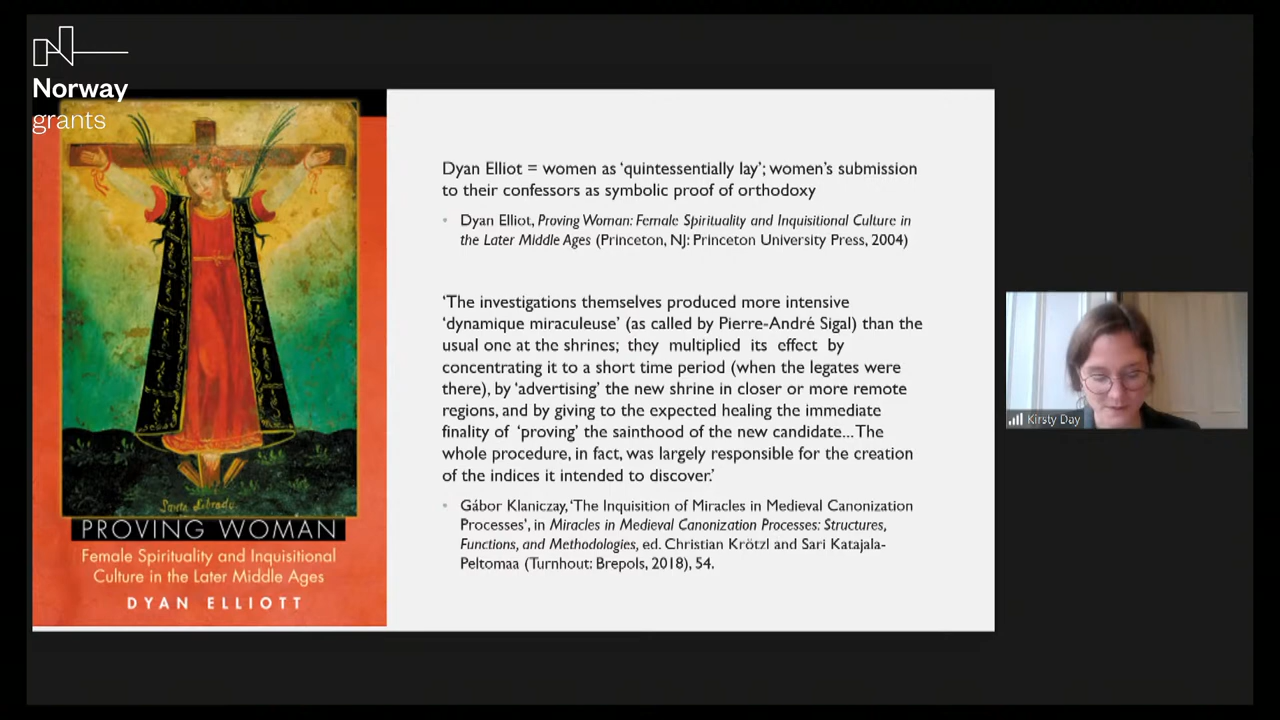 Norway
grants
Santa Librada.
PROVING WOMAN
Female Spirituality and Inquisitional
Culture in the Later Middle Ages
DYAN ELLIOTT
Dyan Elliot = women as ‘quintessentially lay’; women’s submission
to their confessors as symbolic proof of orthodoxy
• Dyan Elliot, Proving Woman: Female Spirituality and Inquisitional Culture in
the Later Middle Ages (Princeton, NJ: Princeton University Press, 2004)
‘The investigations themselves produced more intensive
‘dynamique miraculeuse’ (as called by Pierre-André Sigal) than the
usual one at the shrines; they multiplied its effect by
concentrating it to a short time period (when the legates were
there), by ‘advertising’ the new shrine in closer or more remote
regions, and by giving to the expected healing the immediate
finality of ‘proving’ the sainthood of the new candidate... The
whole procedure, in fact, was largely responsible for the creation
of the indices it intended to discover.’
• Gábor Klaniczay, ‘The Inquisition of Miracles in Medieval Canonization
Processes’, in Miracles in Medieval Canonization Processes: Structures,
Functions, and Methodologies, ed. Christian Krötzl and Sari Katajala-
Peltomaa (Turnhout: Brepols, 2018), 54.
Kirsty Day